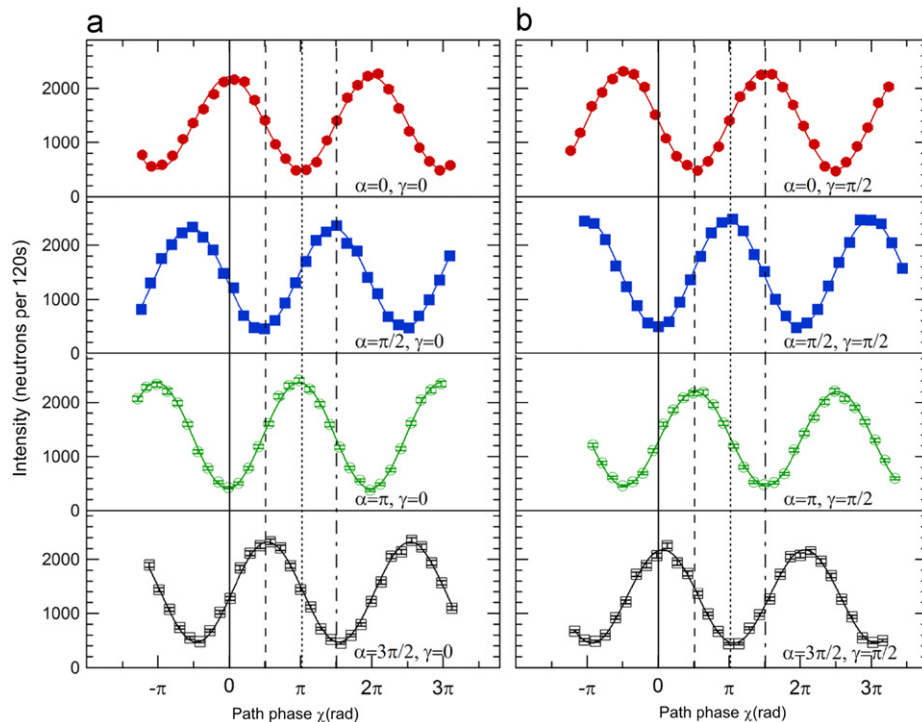 a
b
2000
1000
0
α=0, γ=0
α=0, γ=π/2
2000
1000
0
α=π/2, γ=0
α=π/2, γ=π/2
2000
1000
0
α=π, γ=0
α=π, γ=π/2
2000
1000
0
α=3π/2, γ=0
α=3π/2, γ=π/2
Intensity (neutrons per 120s)
-π 0 π 2π 3π
-π 0 π 2π 3π
Path phase χ(rad)
Path phase χ(rad)